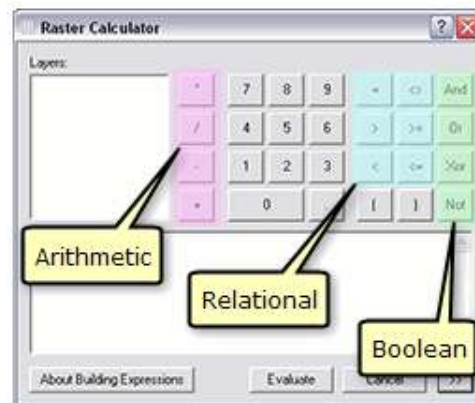 Raster Calculator
?
X
Layers:
* 7 8 9 = <> And
/ 4 5 6 > >= Or
- 1 2 3 < <= Xor
+ 0 . ( ) Not
Arithmetic
Relational
Boolean
About Building Expressions
Evaluate
Cancel
>>